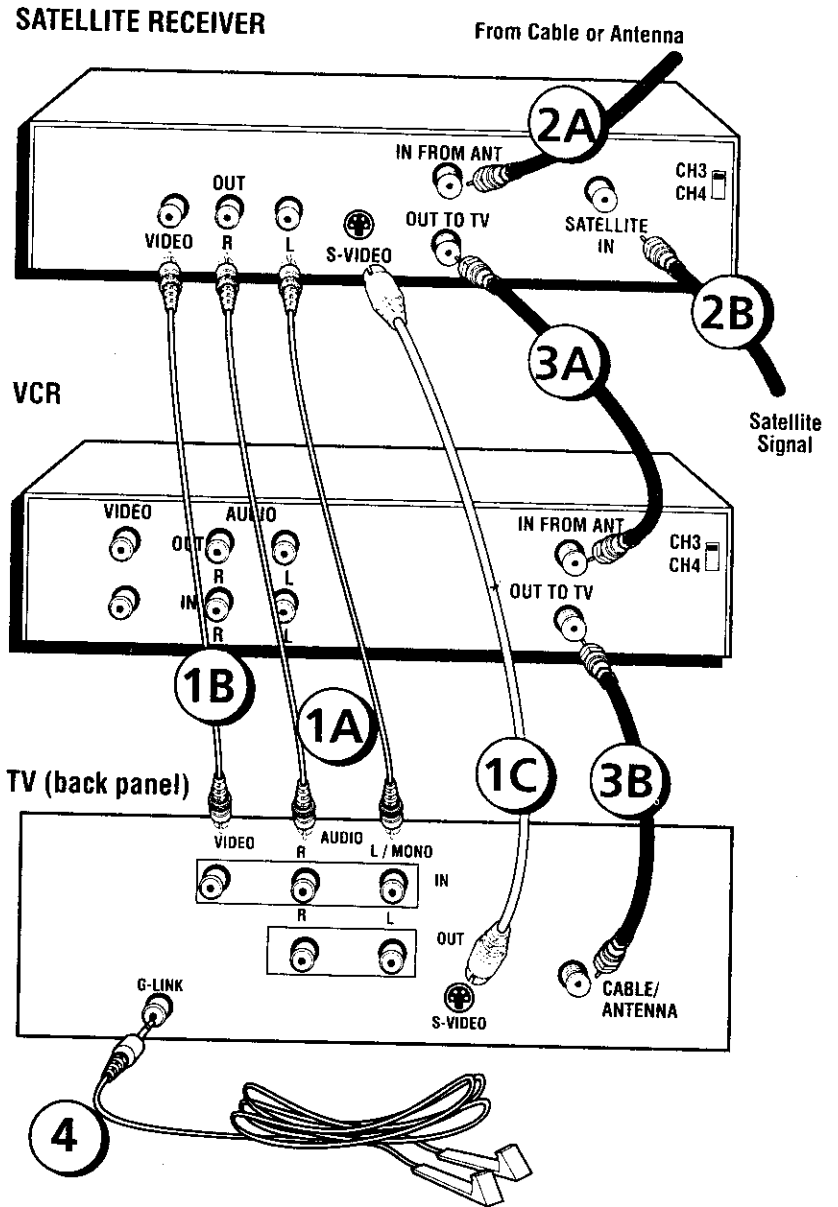 SATELLITE RECEIVER
From Cable or Antenna
2A
IN FROM ANT
CH3
CH4
OUT
OUT TO TV
SATELLITE
IN
VIDEO R L
S-VIDEO
2B
3A
VCR
Satellite
Signal
VIDEO AUDIO
IN FROM ANT
OUT
CH3
CH4
R L
OUT TO TV
IN
R L
1B
1A
1C
3B
TV (back panel)
VIDEO R AUDIO L / MONO
IN
R L
OUT
G-LINK
CABLE/
ANTENNA
S-VIDEO
4